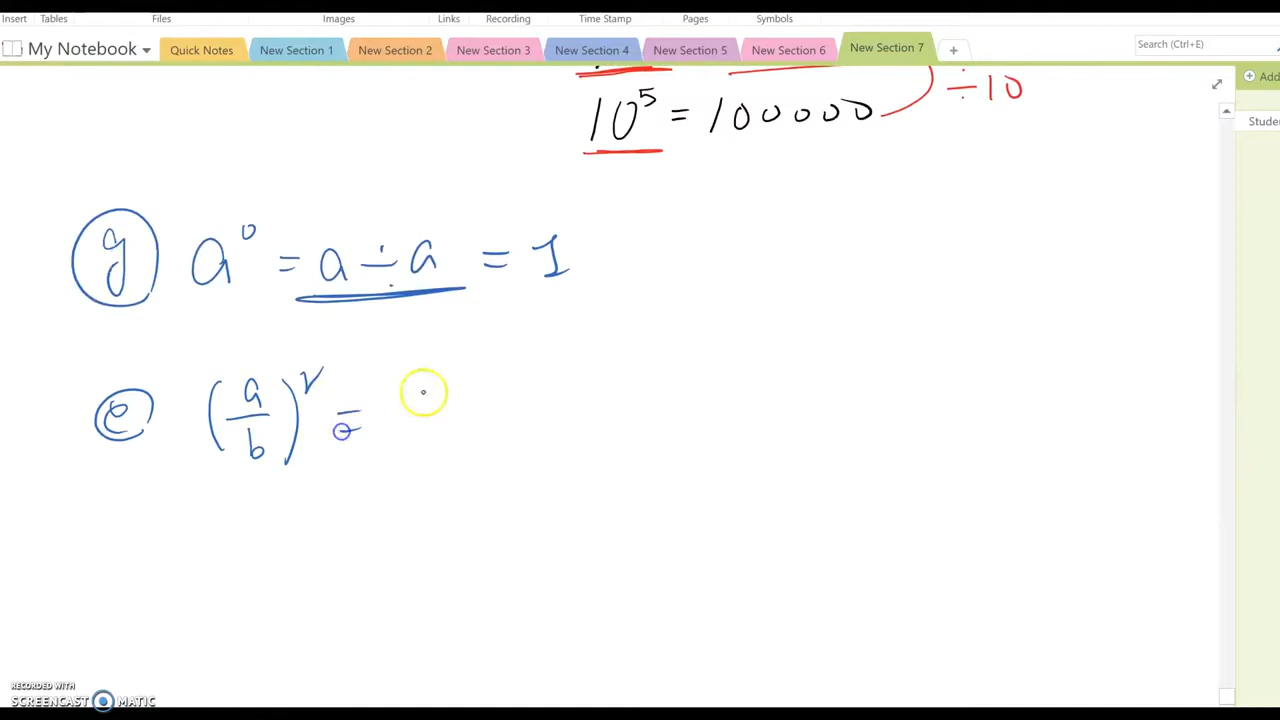 Insert Tables Files Images Links Recording Time Stamp Pages Symbols
My Notebook Quick Notes New Section 1 New Section 2 New Section 3 New Section 4 New Section 5 New Section 6 New Section 7 + Search (Ctrl+E)
÷10
Add
10⁵ = 100000
Studen
g a⁰ = a ÷ a = 1
e (a/b)^r =
RECORDED WITH
SCREENCAST MATIC